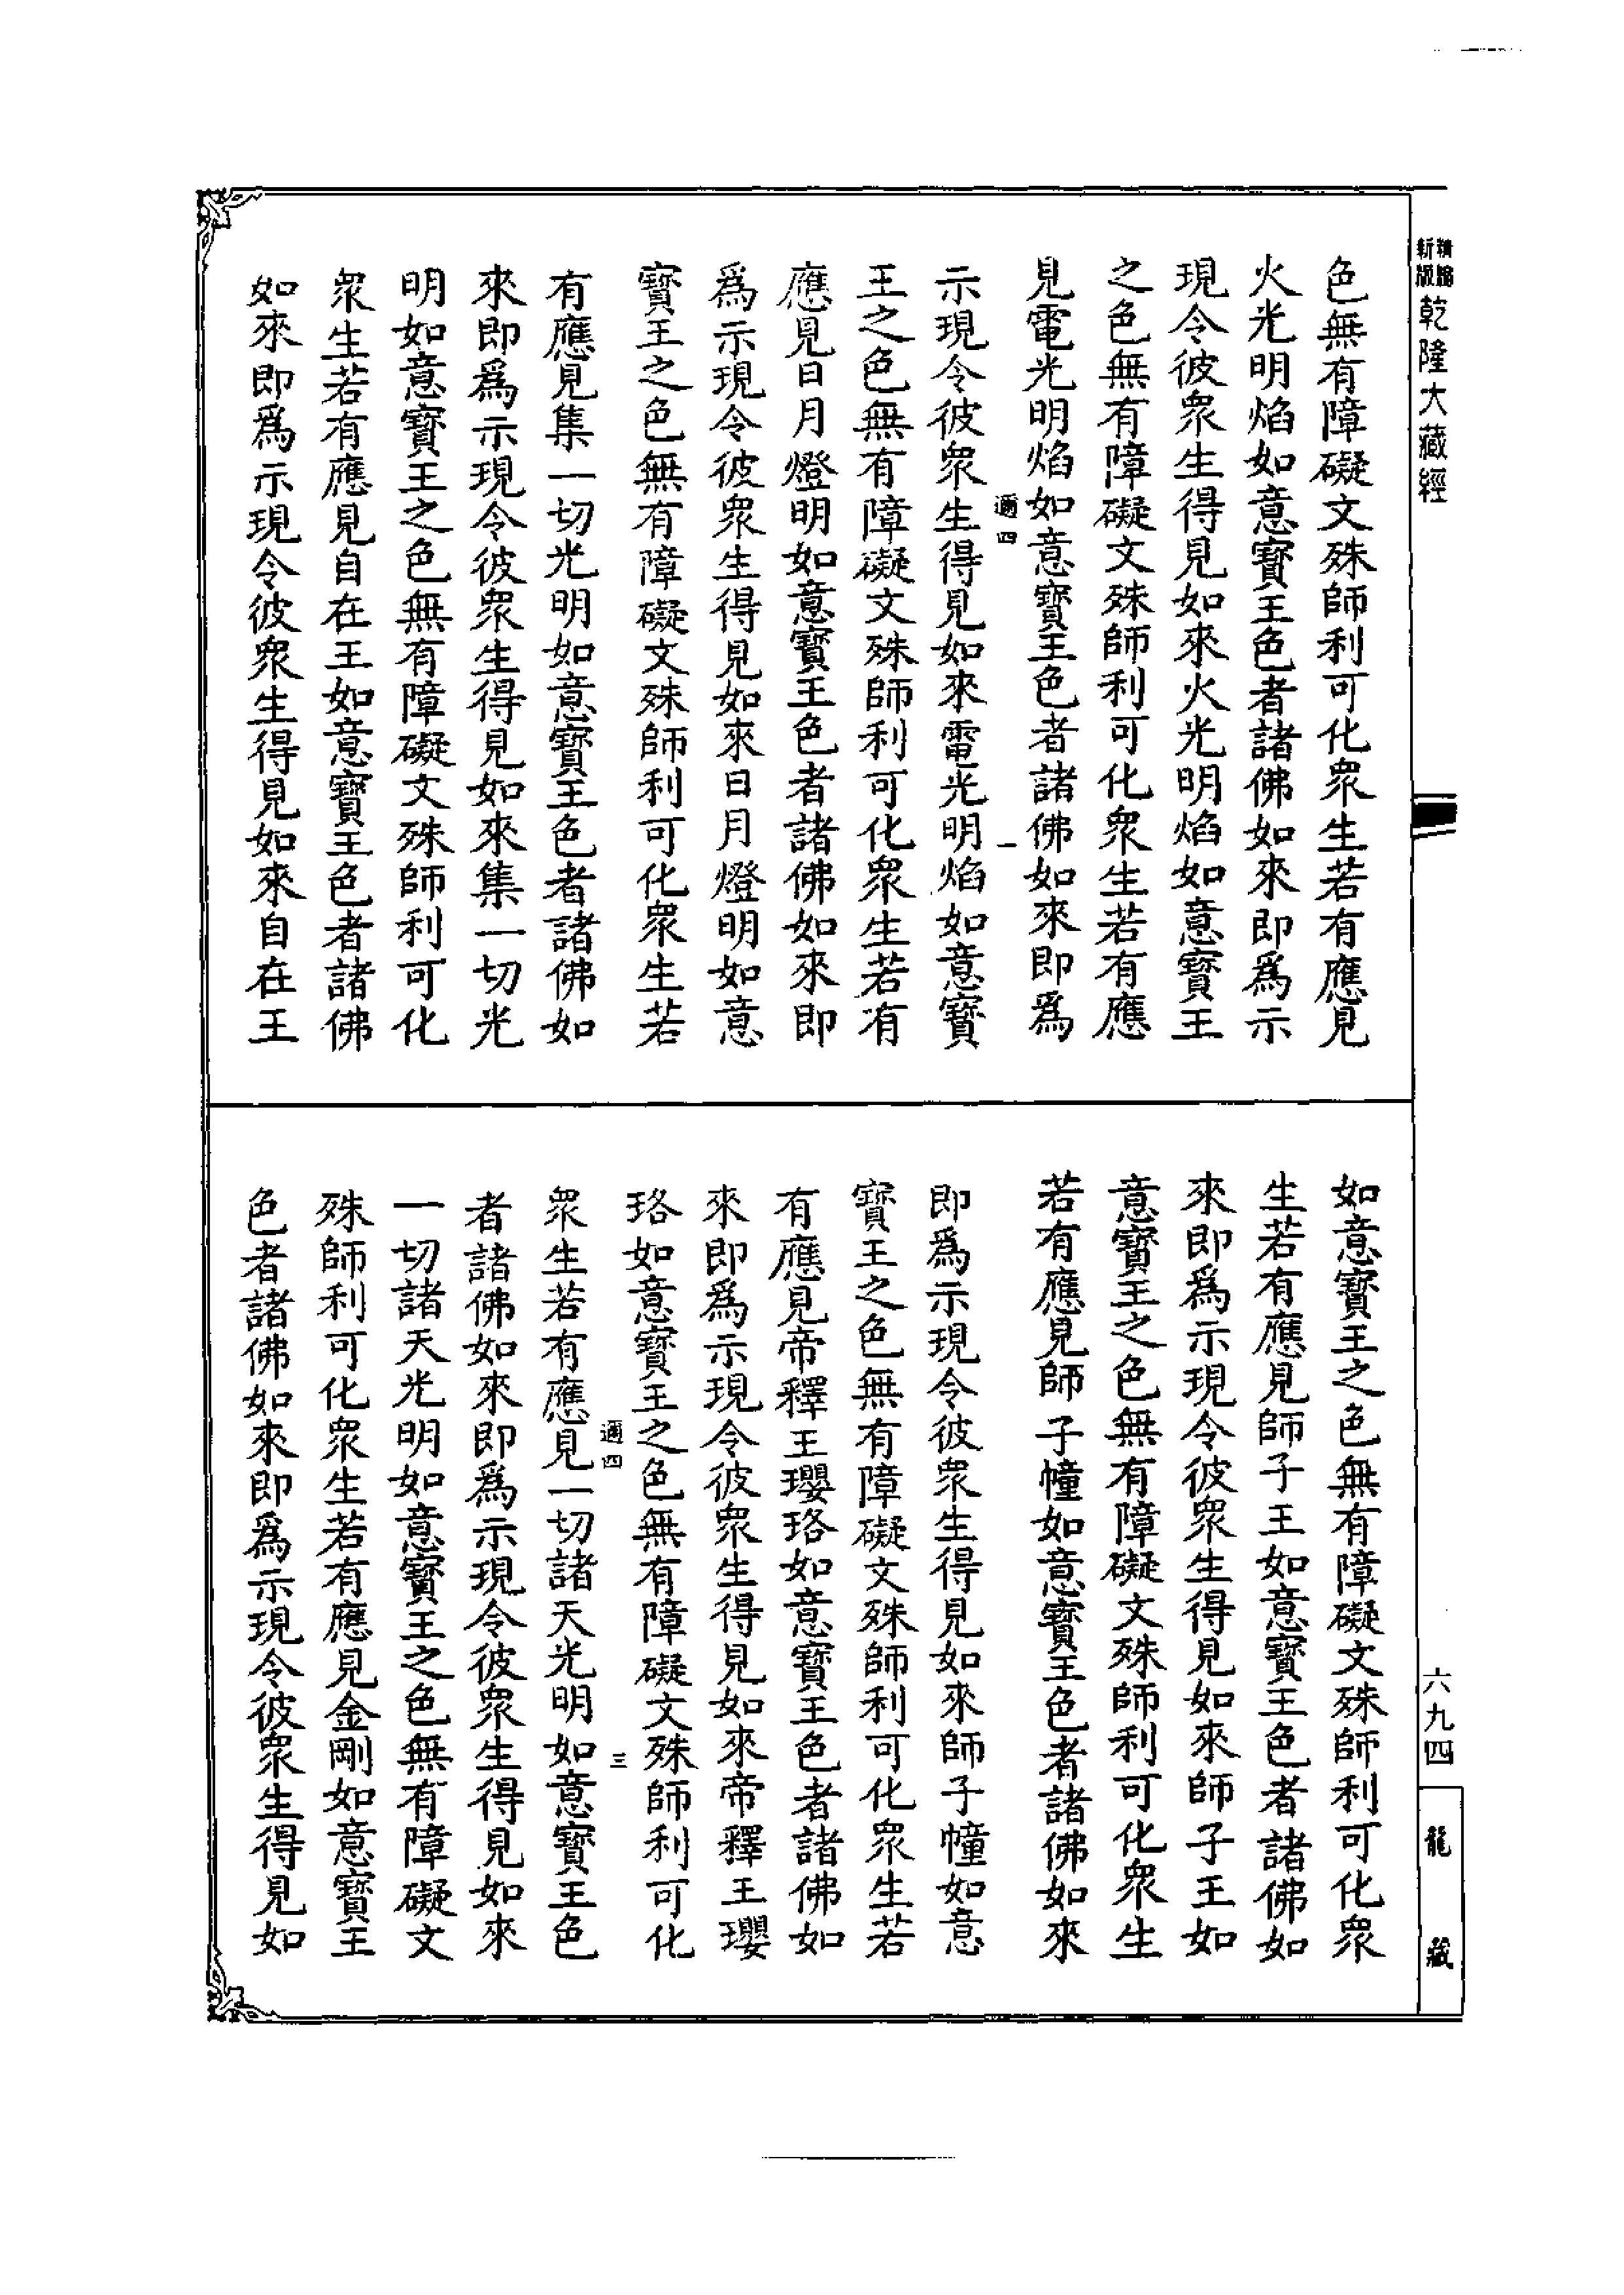 新版
精縮
乾隆大藏經
色無有障礙文殊師利可化衆生若有應見
火光明焰如意寶王色者諸佛如來即爲示
現令彼衆生得見如來火光明焰如意寶王
之色無有障礙文殊師利可化衆生若有應
見電光明焰如意寶王色者諸佛如來即爲
邇四
一
示現令彼衆生得見如來電光明焰如意寶
王之色無有障礙文殊師利可化衆生若有
應見日月燈明如意寶王色者諸佛如來即
爲示現令彼衆生得見如來日月燈明如意
寶王之色無有障礙文殊師利可化衆生若
有應見集一切光明如意寶王色者諸佛如
來即爲示現令彼衆生得見如來集一切光
明如意寶王之色無有障礙文殊師利可化
衆生若有應見自在王如意寶王色者諸佛
如來即爲示現令彼衆生得見如來自在王
如意寶王之色無有障礙文殊師利可化衆
生若有應見師子王如意寶王色者諸佛如
來即爲示現令彼衆生得見如來師子王如
意寶王之色無有障礙文殊師利可化衆生
若有應見師子幢如意寶王色者諸佛如來
即爲示現令彼衆生得見如來師子幢如意
寶王之色無有障礙文殊師利可化衆生若
有應見帝釋王瓔珞如意寶王色者諸佛如
來即爲示現令彼衆生得見如來帝釋王瓔
珞如意寶王之色無有障礙文殊師利可化
邇四
三
衆生若有應見一切諸天光明如意寶王色
者諸佛如來即爲示現令彼衆生得見如來
一切諸天光明如意寶王之色無有障礙文
殊師利可化衆生若有應見金剛如意寶王
色者諸佛如來即爲示現令彼衆生得見如
六九四
龍藏